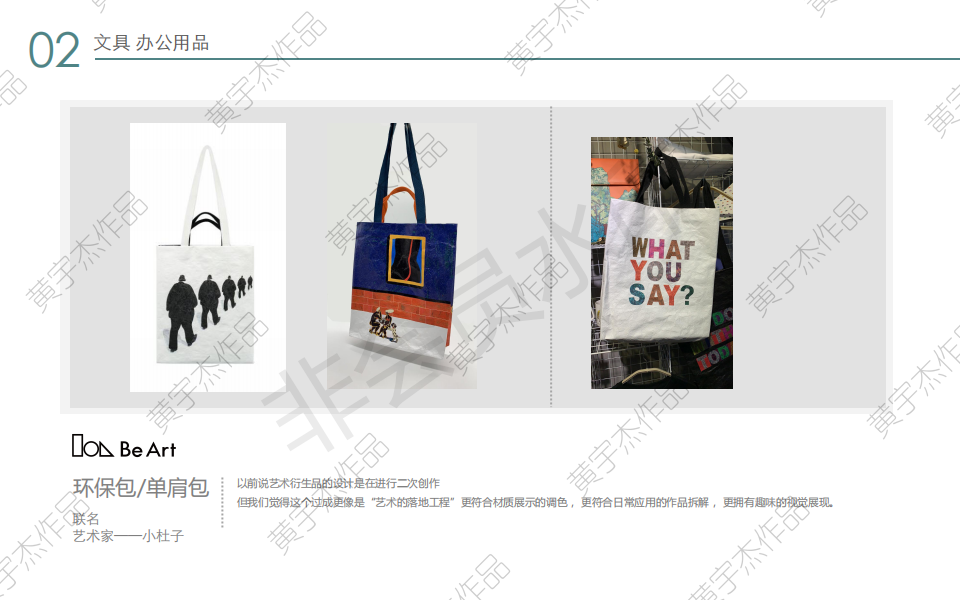 02 文具 办公用品
WHAT
YOU
SAY?
Be Art
环保包/单肩包
联名
艺术家——小杜子
以前说艺术衍生品的设计是在进行二次创作
但我们觉得这个过成更像是“艺术的落地工程”更符合材质展示的调色，更符合日常应用的作品拆解，更拥有趣味的视觉展现。
黄宇杰作品
非会员水